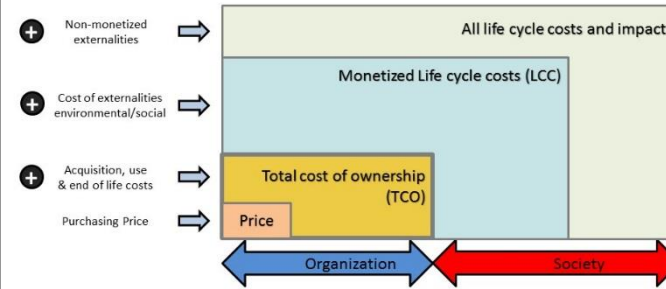 Non-monetized
externalities
All life cycle costs and impact
Monetized Life cycle costs (LCC)
Cost of externalities
environmental/social
Acquisition, use
& end of life costs
Total cost of ownership
(TCO)
Purchasing Price
Price
Organization
Society